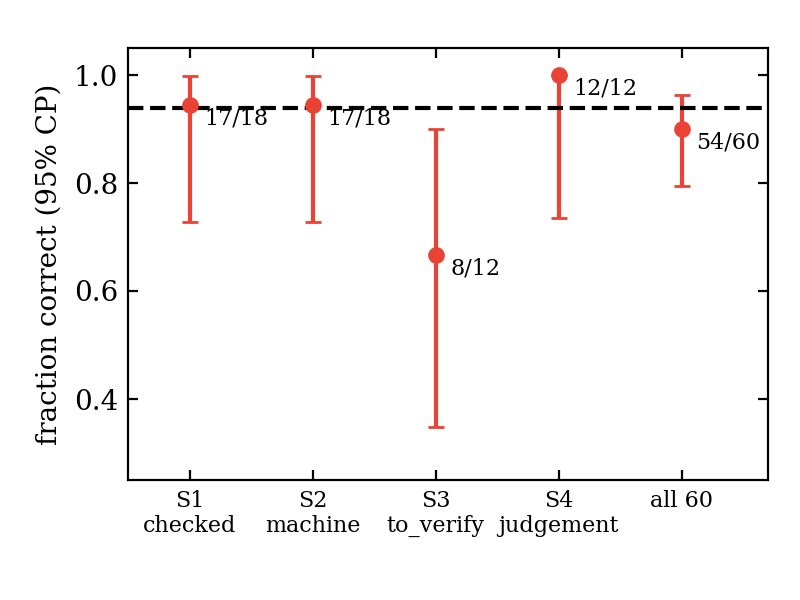 fraction correct (95% CP)
1.0
0.8
0.6
0.4
17/18
17/18
8/12
12/12
54/60
S1
checked
S2
machine
S3
to_verify
S4
judgement
all 60